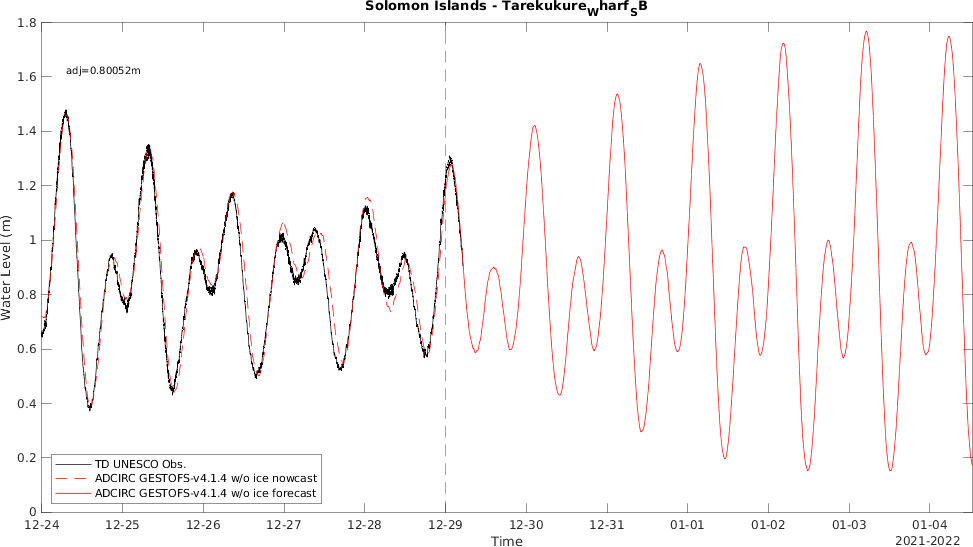 Solomon Islands - TarekukureWharfSB
1.8
adj=0.80052m
1.6
1.4
1.2
1
0.8
0.6
0.4
0.2
0
Water Level (m)
TD UNESCO Obs.
ADCIRC GESTOFS-v4.1.4 w/o ice nowcast
ADCIRC GESTOFS-v4.1.4 w/o ice forecast
12-24 12-25 12-26 12-27 12-28 12-29 12-30 12-31 01-01 01-02 01-03 01-04
Time
2021-2022